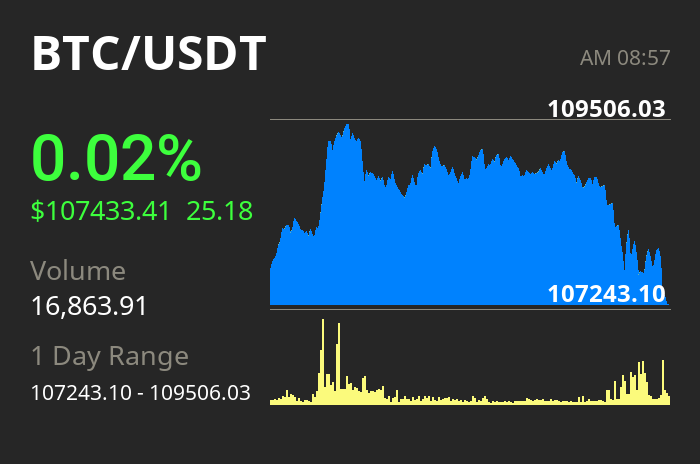 BTC/USDT
AM 08:57
109506.03
0.02%
$107433.41 25.18
Volume
16,863.91
107243.10
1 Day Range
107243.10 - 109506.03